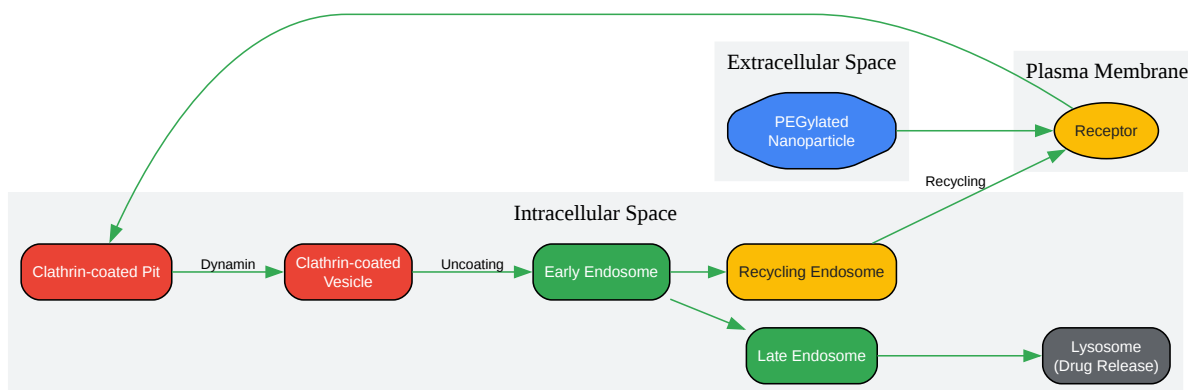 Extracellular Space
Plasma Membrane
PEGylated
Nanoparticle
Receptor
Recycling
Intracellular Space
Clathrin-coated Pit
Dynamin
Clathrin-coated
Vesicle
Uncoating
Early Endosome
Recycling Endosome
Late Endosome
Lysosome
(Drug Release)